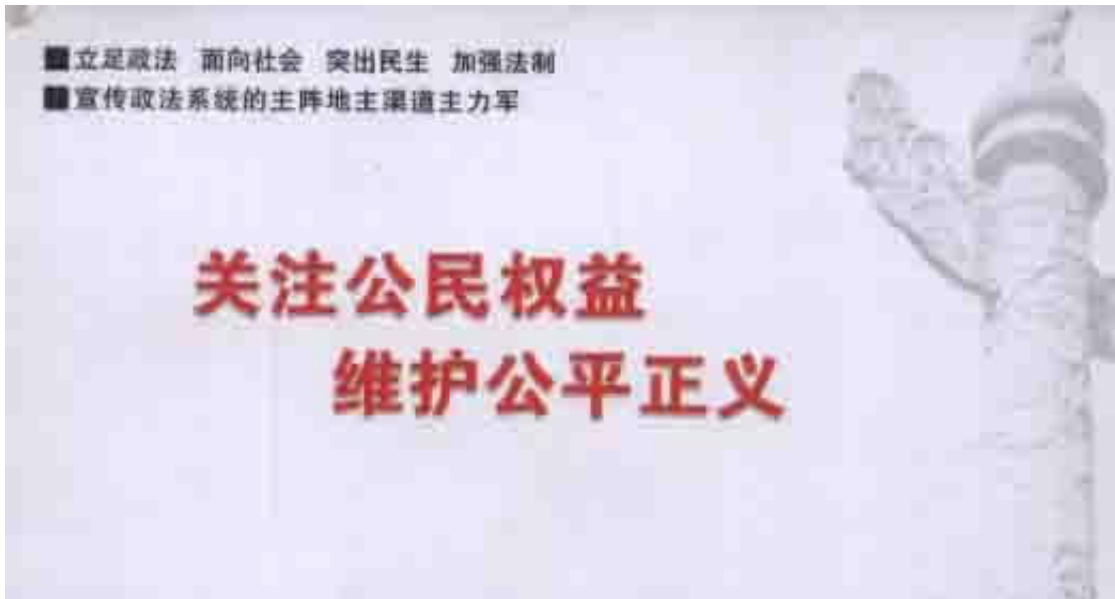 ■立足政法 面向社会 突出民生 加强法制
■宣传政法系统的主阵地主渠道主力军
关注公民权益
维护公平正义